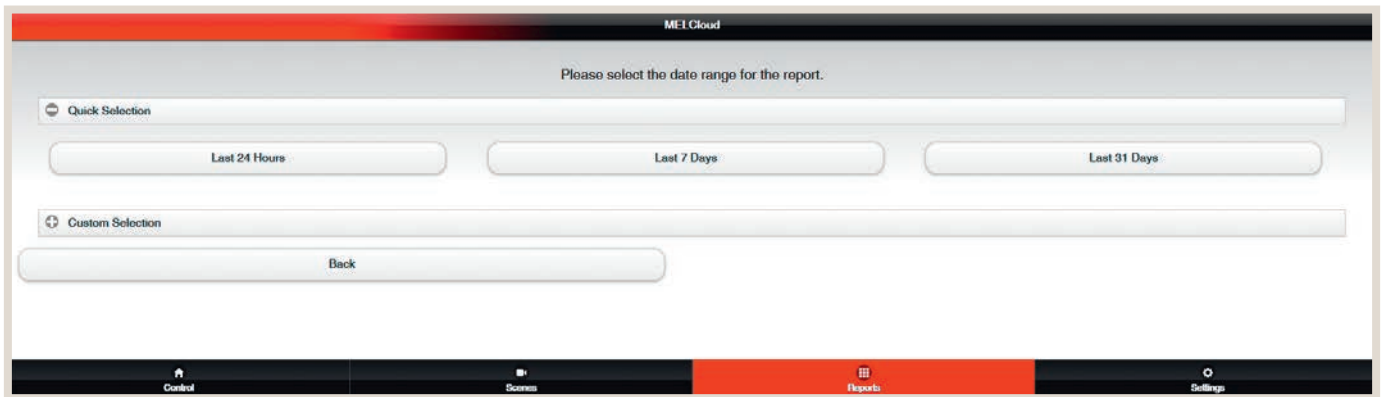 MELCloud
Please select the date range for the report.
Quick Selection
Last 24 Hours
Last 7 Days
Last 31 Days
Custom Selection
Back
Control
Scenes
Reports
Settings